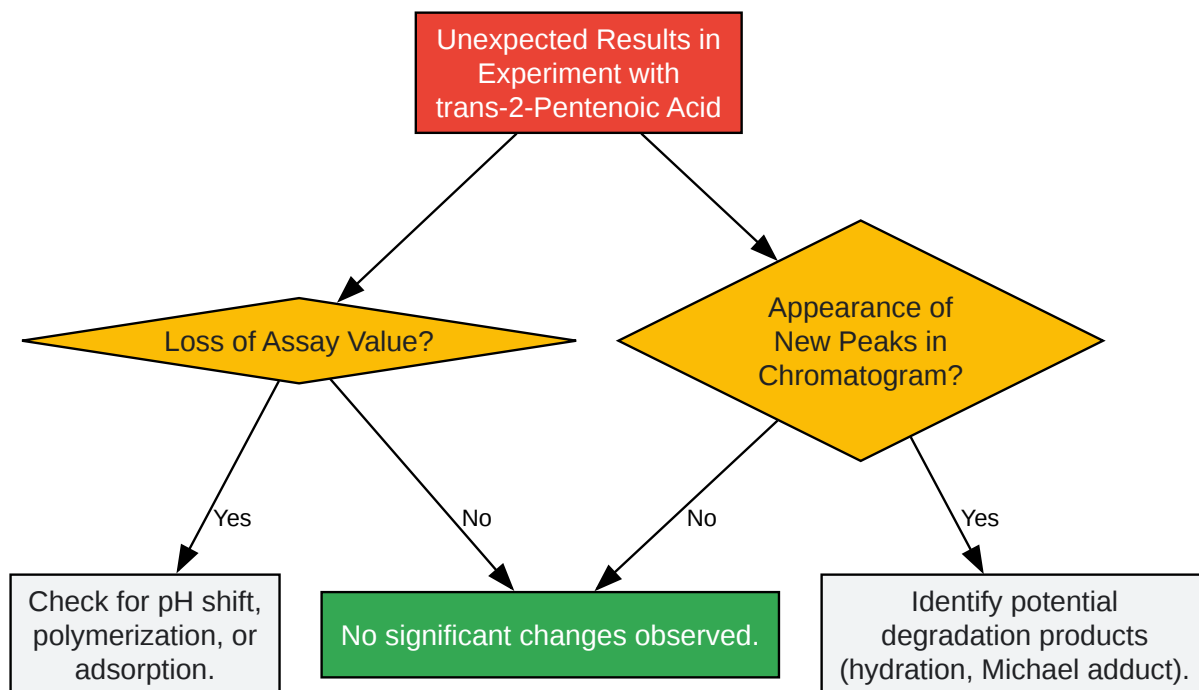 Unexpected Results in
Experiment with
trans-2-Pentenoic Acid
Loss of Assay Value?
Appearance of
New Peaks in
Chromatogram?
Yes
No
No
Yes
Check for pH shift,
polymerization, or
adsorption.
No significant changes observed.
Identify potential
degradation products
(hydration, Michael adduct).